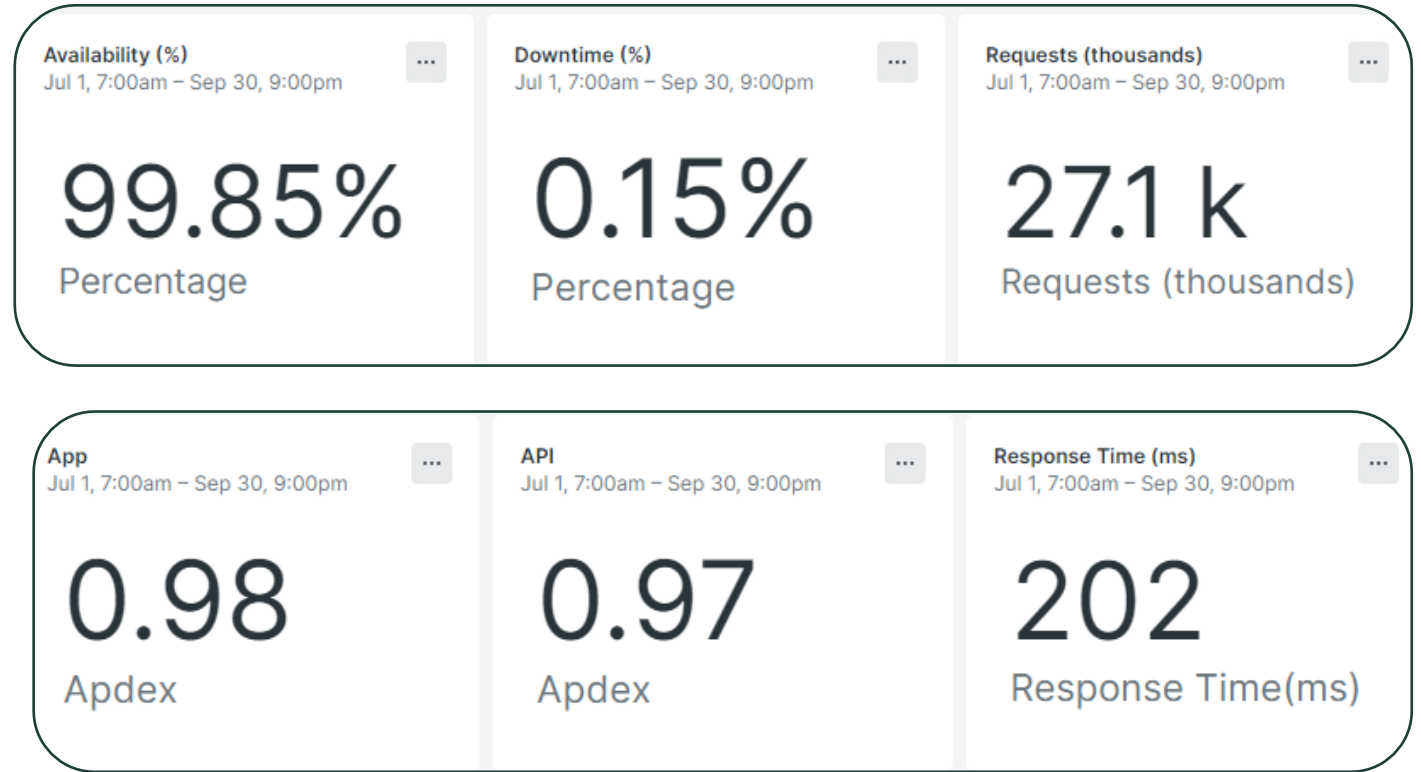 Availability (%)
Jul 1, 7:00am – Sep 30, 9:00pm
...
99.85%
Percentage
Downtime (%)
Jul 1, 7:00am – Sep 30, 9:00pm
...
0.15%
Percentage
Requests (thousands)
Jul 1, 7:00am – Sep 30, 9:00pm
...
27.1 k
Requests (thousands)
App
Jul 1, 7:00am – Sep 30, 9:00pm
...
0.98
Apdex
API
Jul 1, 7:00am – Sep 30, 9:00pm
...
0.97
Apdex
Response Time (ms)
Jul 1, 7:00am – Sep 30, 9:00pm
...
202
Response Time(ms)